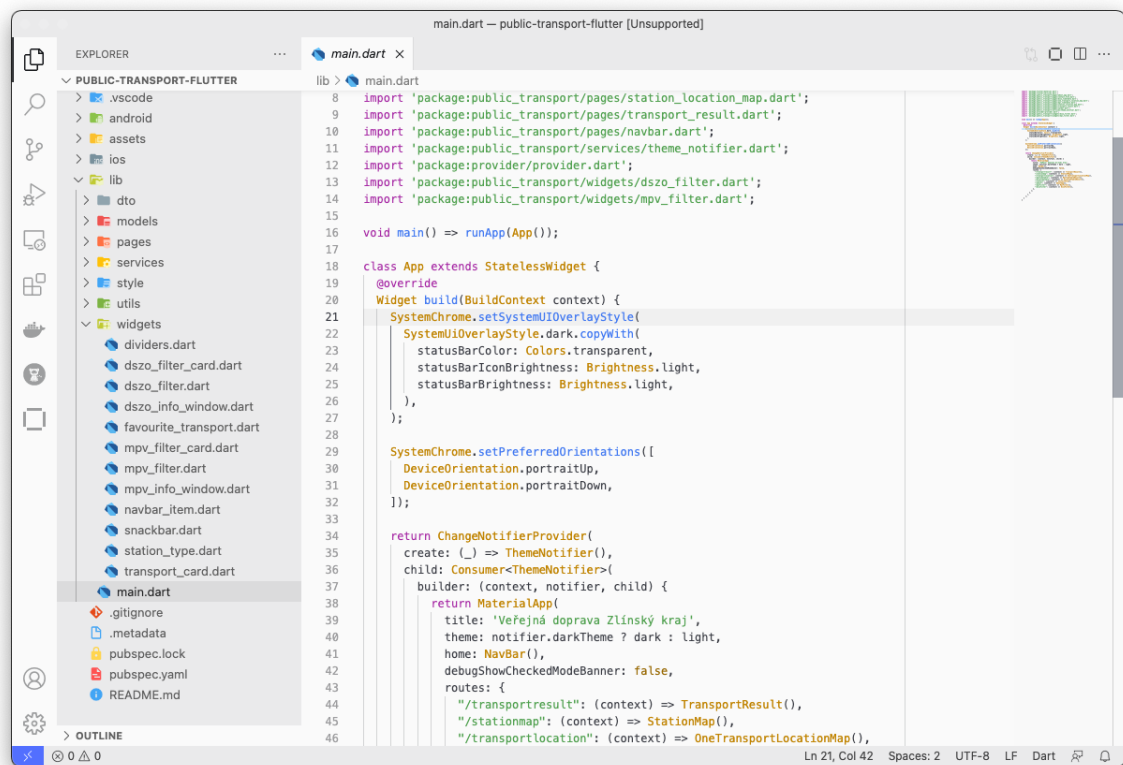 main.dart — public-transport-flutter [Unsupported]
EXPLORER
PUBLIC-TRANSPORT-FLUTTER
.vscode
android
assets
ios
lib
dto
models
pages
services
style
utils
widgets
dividers.dart
dszo_filter_card.dart
dszo_filter.dart
dszo_info_window.dart
favourite_transport.dart
mpv_filter_card.dart
mpv_filter.dart
mpv_info_window.dart
navbar_item.dart
snackbar.dart
station_type.dart
transport_card.dart
main.dart
.gitignore
.metadata
pubspec.lock
pubspec.yaml
README.md
OUTLINE
main.dart
lib > main.dart
8 import 'package:public_transport/pages/station_location_map.dart';
9 import 'package:public_transport/pages/transport_result.dart';
10 import 'package:public_transport/pages/navbar.dart';
11 import 'package:public_transport/services/theme_notifier.dart';
12 import 'package:provider/provider.dart';
13 import 'package:public_transport/widgets/dszo_filter.dart';
14 import 'package:public_transport/widgets/mpv_filter.dart';
15
16 void main() => runApp(App());
17
18 class App extends StatelessWidget {
19 @override
20 Widget build(BuildContext context) {
21 SystemChrome.setSystemUIOverlayStyle(
22 SystemUiOverlayStyle.dark.copyWith(
23 statusBarColor: Colors.transparent,
24 statusBarIconBrightness: Brightness.light,
25 statusBarBrightness: Brightness.light,
26 ),
27 );
28
29 SystemChrome.setPreferredOrientations([
30 DeviceOrientation.portraitUp,
31 DeviceOrientation.portraitDown,
32 ]);
33
34 return ChangeNotifierProvider(
35 create: (_) => ThemeNotifier(),
36 child: Consumer<ThemeNotifier>(
37 builder: (context, notifier, child) {
38 return MaterialApp(
39 title: 'Veřejná doprava Zlínský kraj',
40 theme: notifier.darkTheme ? dark : light,
41 home: NavBar(),
42 debugShowCheckedModeBanner: false,
43 routes: {
44 "/transportresult": (context) => TransportResult(),
45 "/stationmap": (context) => StationMap(),
46 "/transportlocation": (context) => OneTransportLocationMap(),
0 0
Ln 21, Col 42
Spaces: 2
UTF-8
LF
Dart